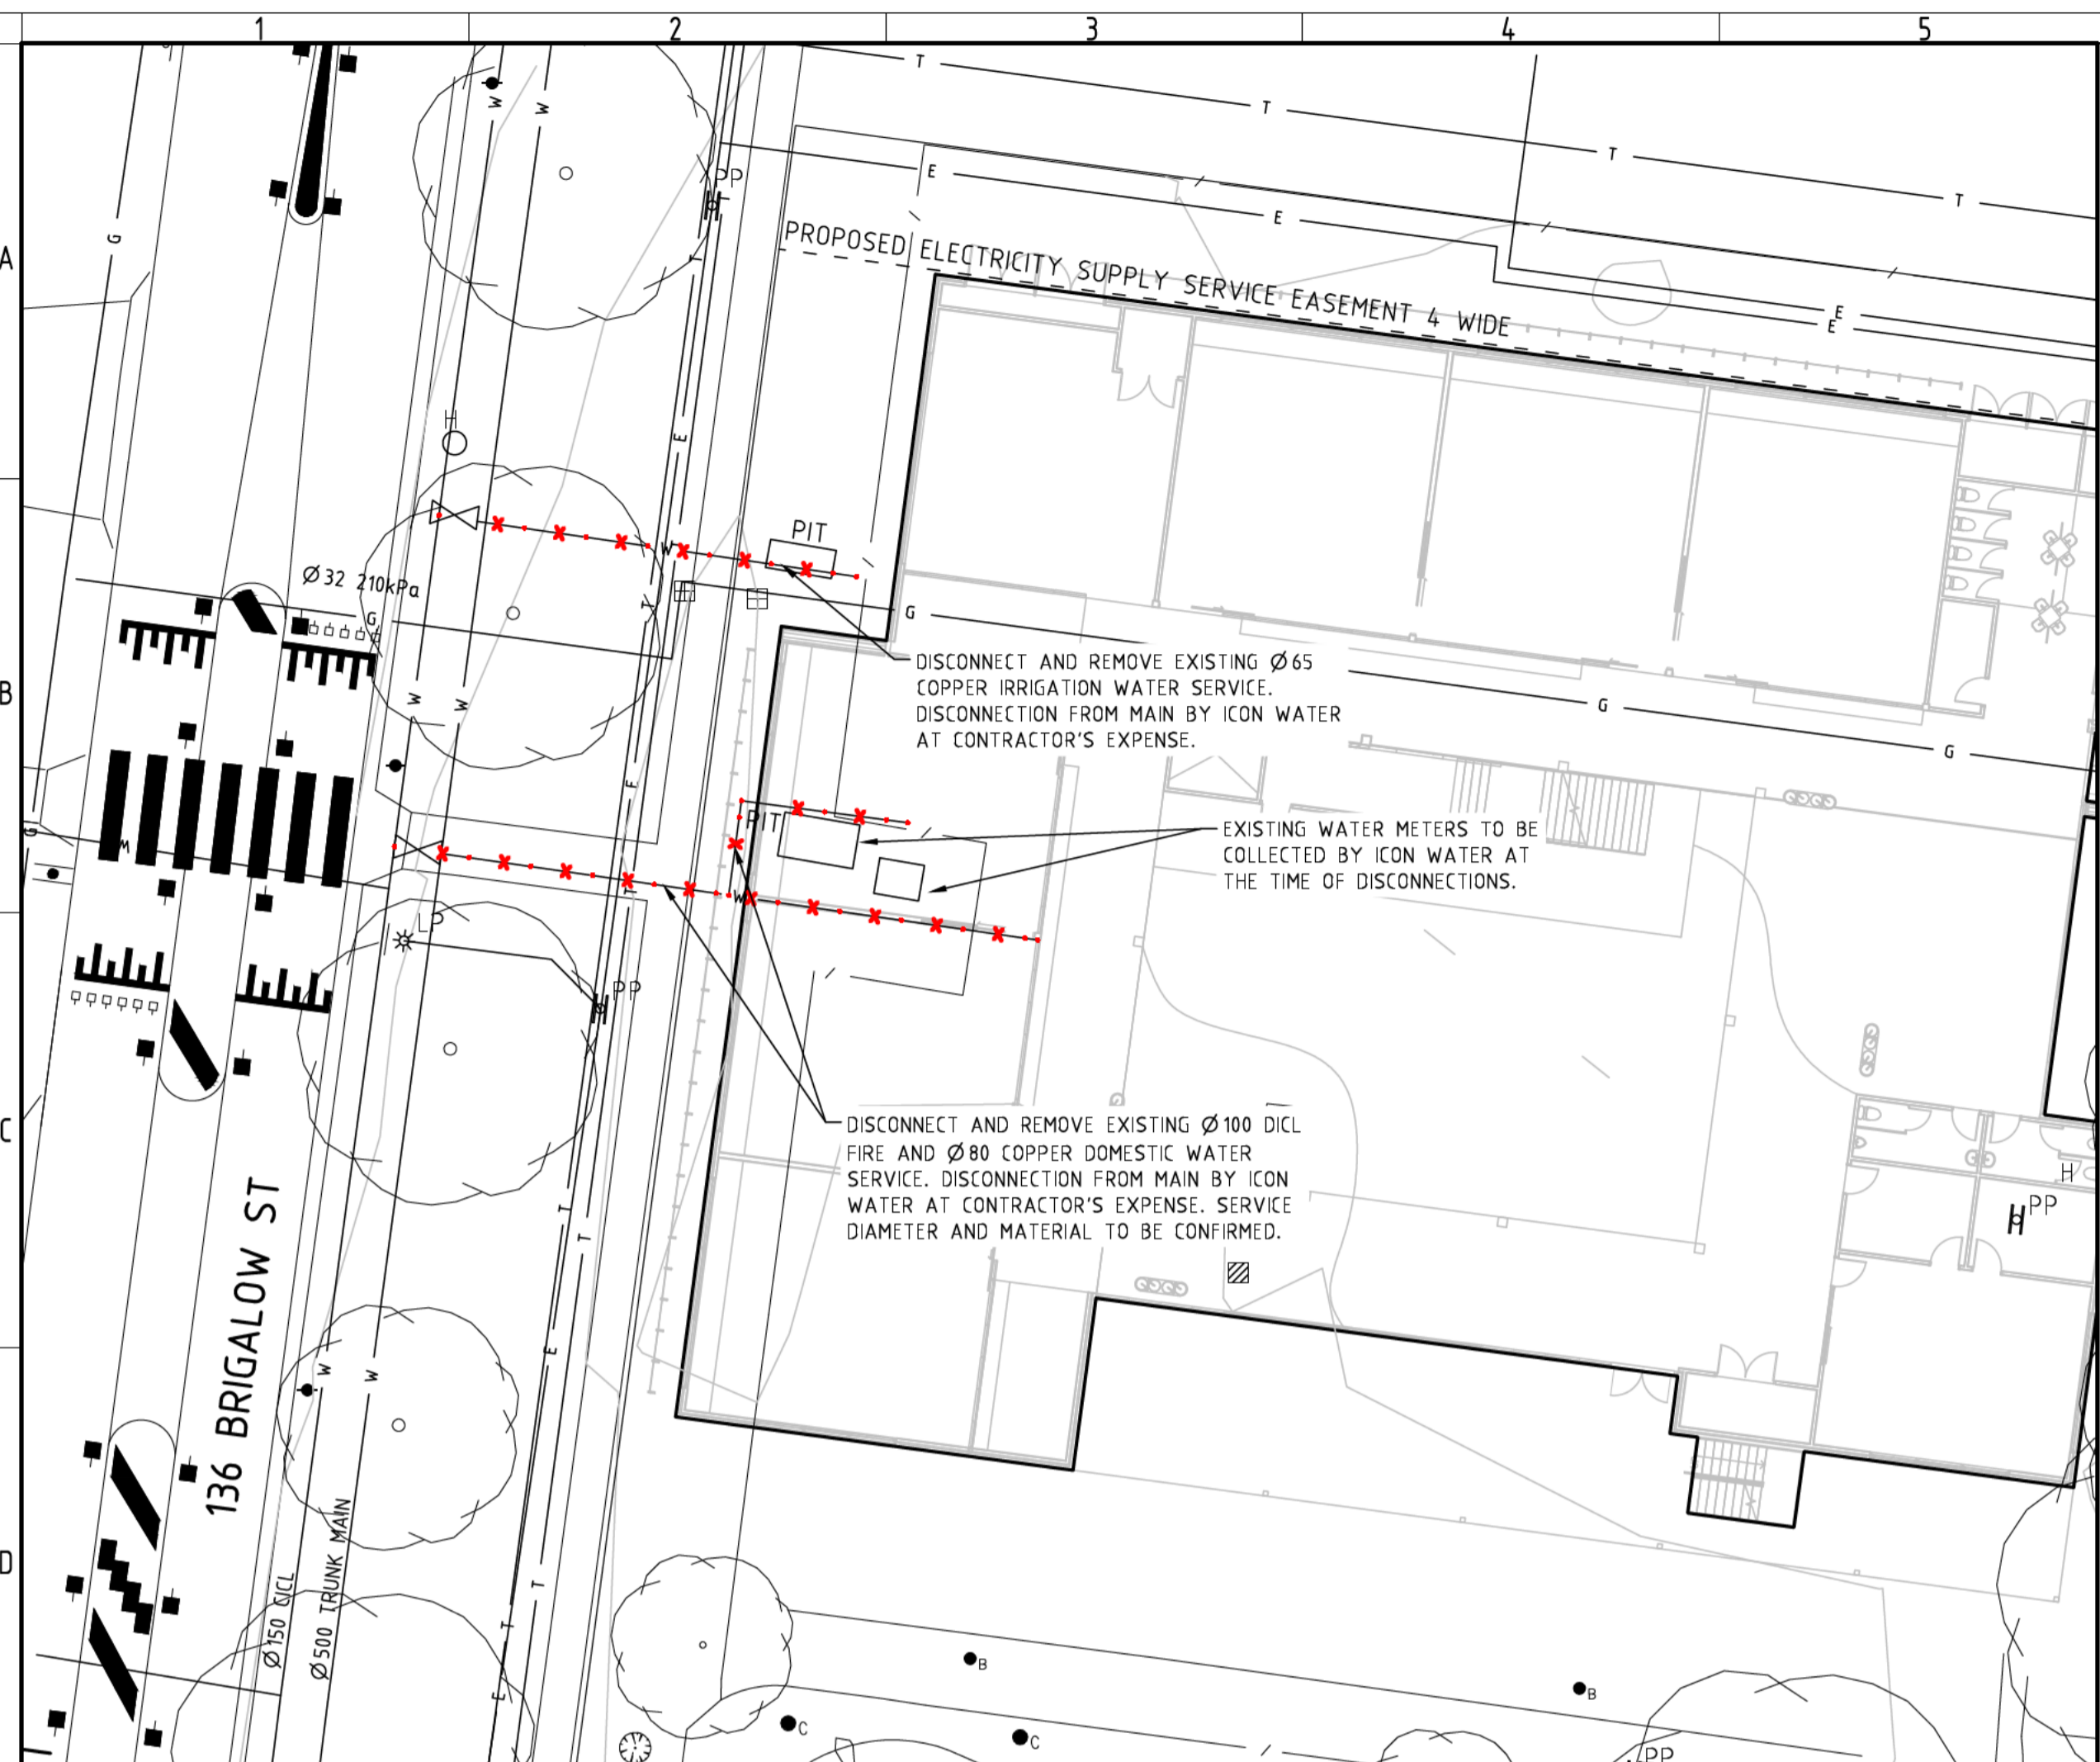 1 2 3 4 5
A
B
C
D
T
T
T
T
E
E
E
E
PROPOSED ELECTRICITY SUPPLY SERVICE EASEMENT 4 WIDE
G
W
W
PP
T
T
E
H
PIT
W
Ø32 210kPa
G
G
G
G
T
DISCONNECT AND REMOVE EXISTING Ø65
COPPER IRRIGATION WATER SERVICE.
DISCONNECTION FROM MAIN BY ICON WATER
AT CONTRACTOR'S EXPENSE.
W
W
E
PIT
G
M
T
W
EXISTING WATER METERS TO BE
COLLECTED BY ICON WATER AT
THE TIME OF DISCONNECTIONS.
LP
PP
DISCONNECT AND REMOVE EXISTING Ø100 DICL
FIRE AND Ø80 COPPER DOMESTIC WATER
SERVICE. DISCONNECTION FROM MAIN BY ICON
WATER AT CONTRACTOR'S EXPENSE. SERVICE
DIAMETER AND MATERIAL TO BE CONFIRMED.
H
PP
T
T
E
W
W
136 BRIGALOW ST
Ø150 CICL
Ø500 TRUNK MAIN
T
T
E
B
B
C
C
PP